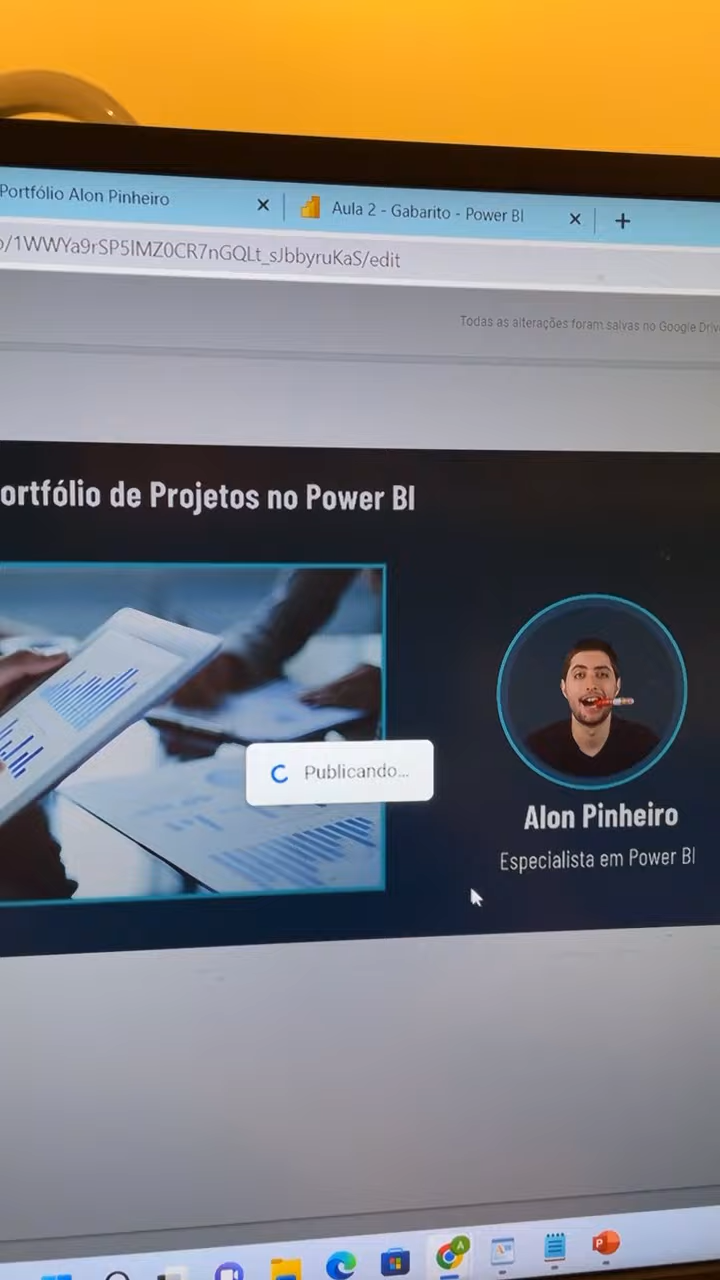 Portfólio Alon Pinheiro
Aula 2 - Gabarito - Power BI
/1WWYa9rSP5IMZ0CR7nGQLt_sJbbyruKaS/edit
Todas as alterações foram salvas no Google Driv
ortfólio de Projetos no Power BI
Publicando...
Alon Pinheiro
Especialista em Power BI
A
P